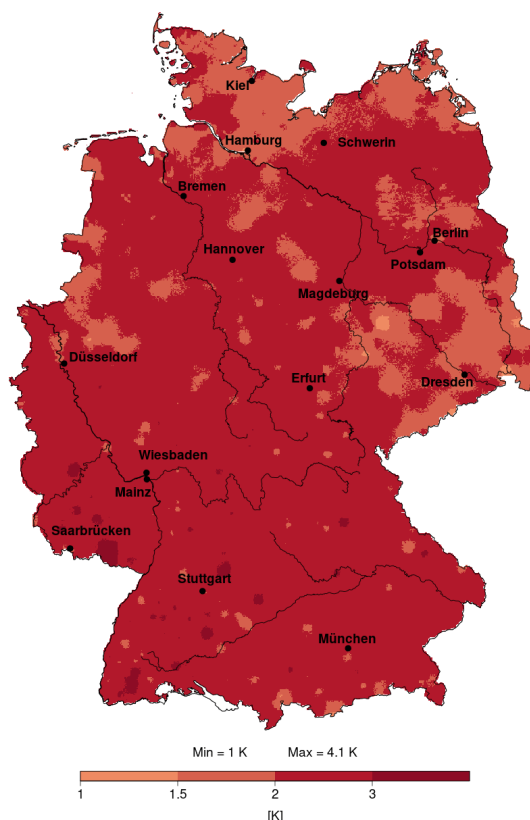 Kiel
Hamburg
Schwerin
Bremen
Berlin
Hannover
Potsdam
Magdeburg
Düsseldorf
Erfurt
Dresden
Wiesbaden
Mainz
Saarbrücken
Stuttgart
München
Min = 1 K Max = 4.1 K
1 1.5 2 3
[K]